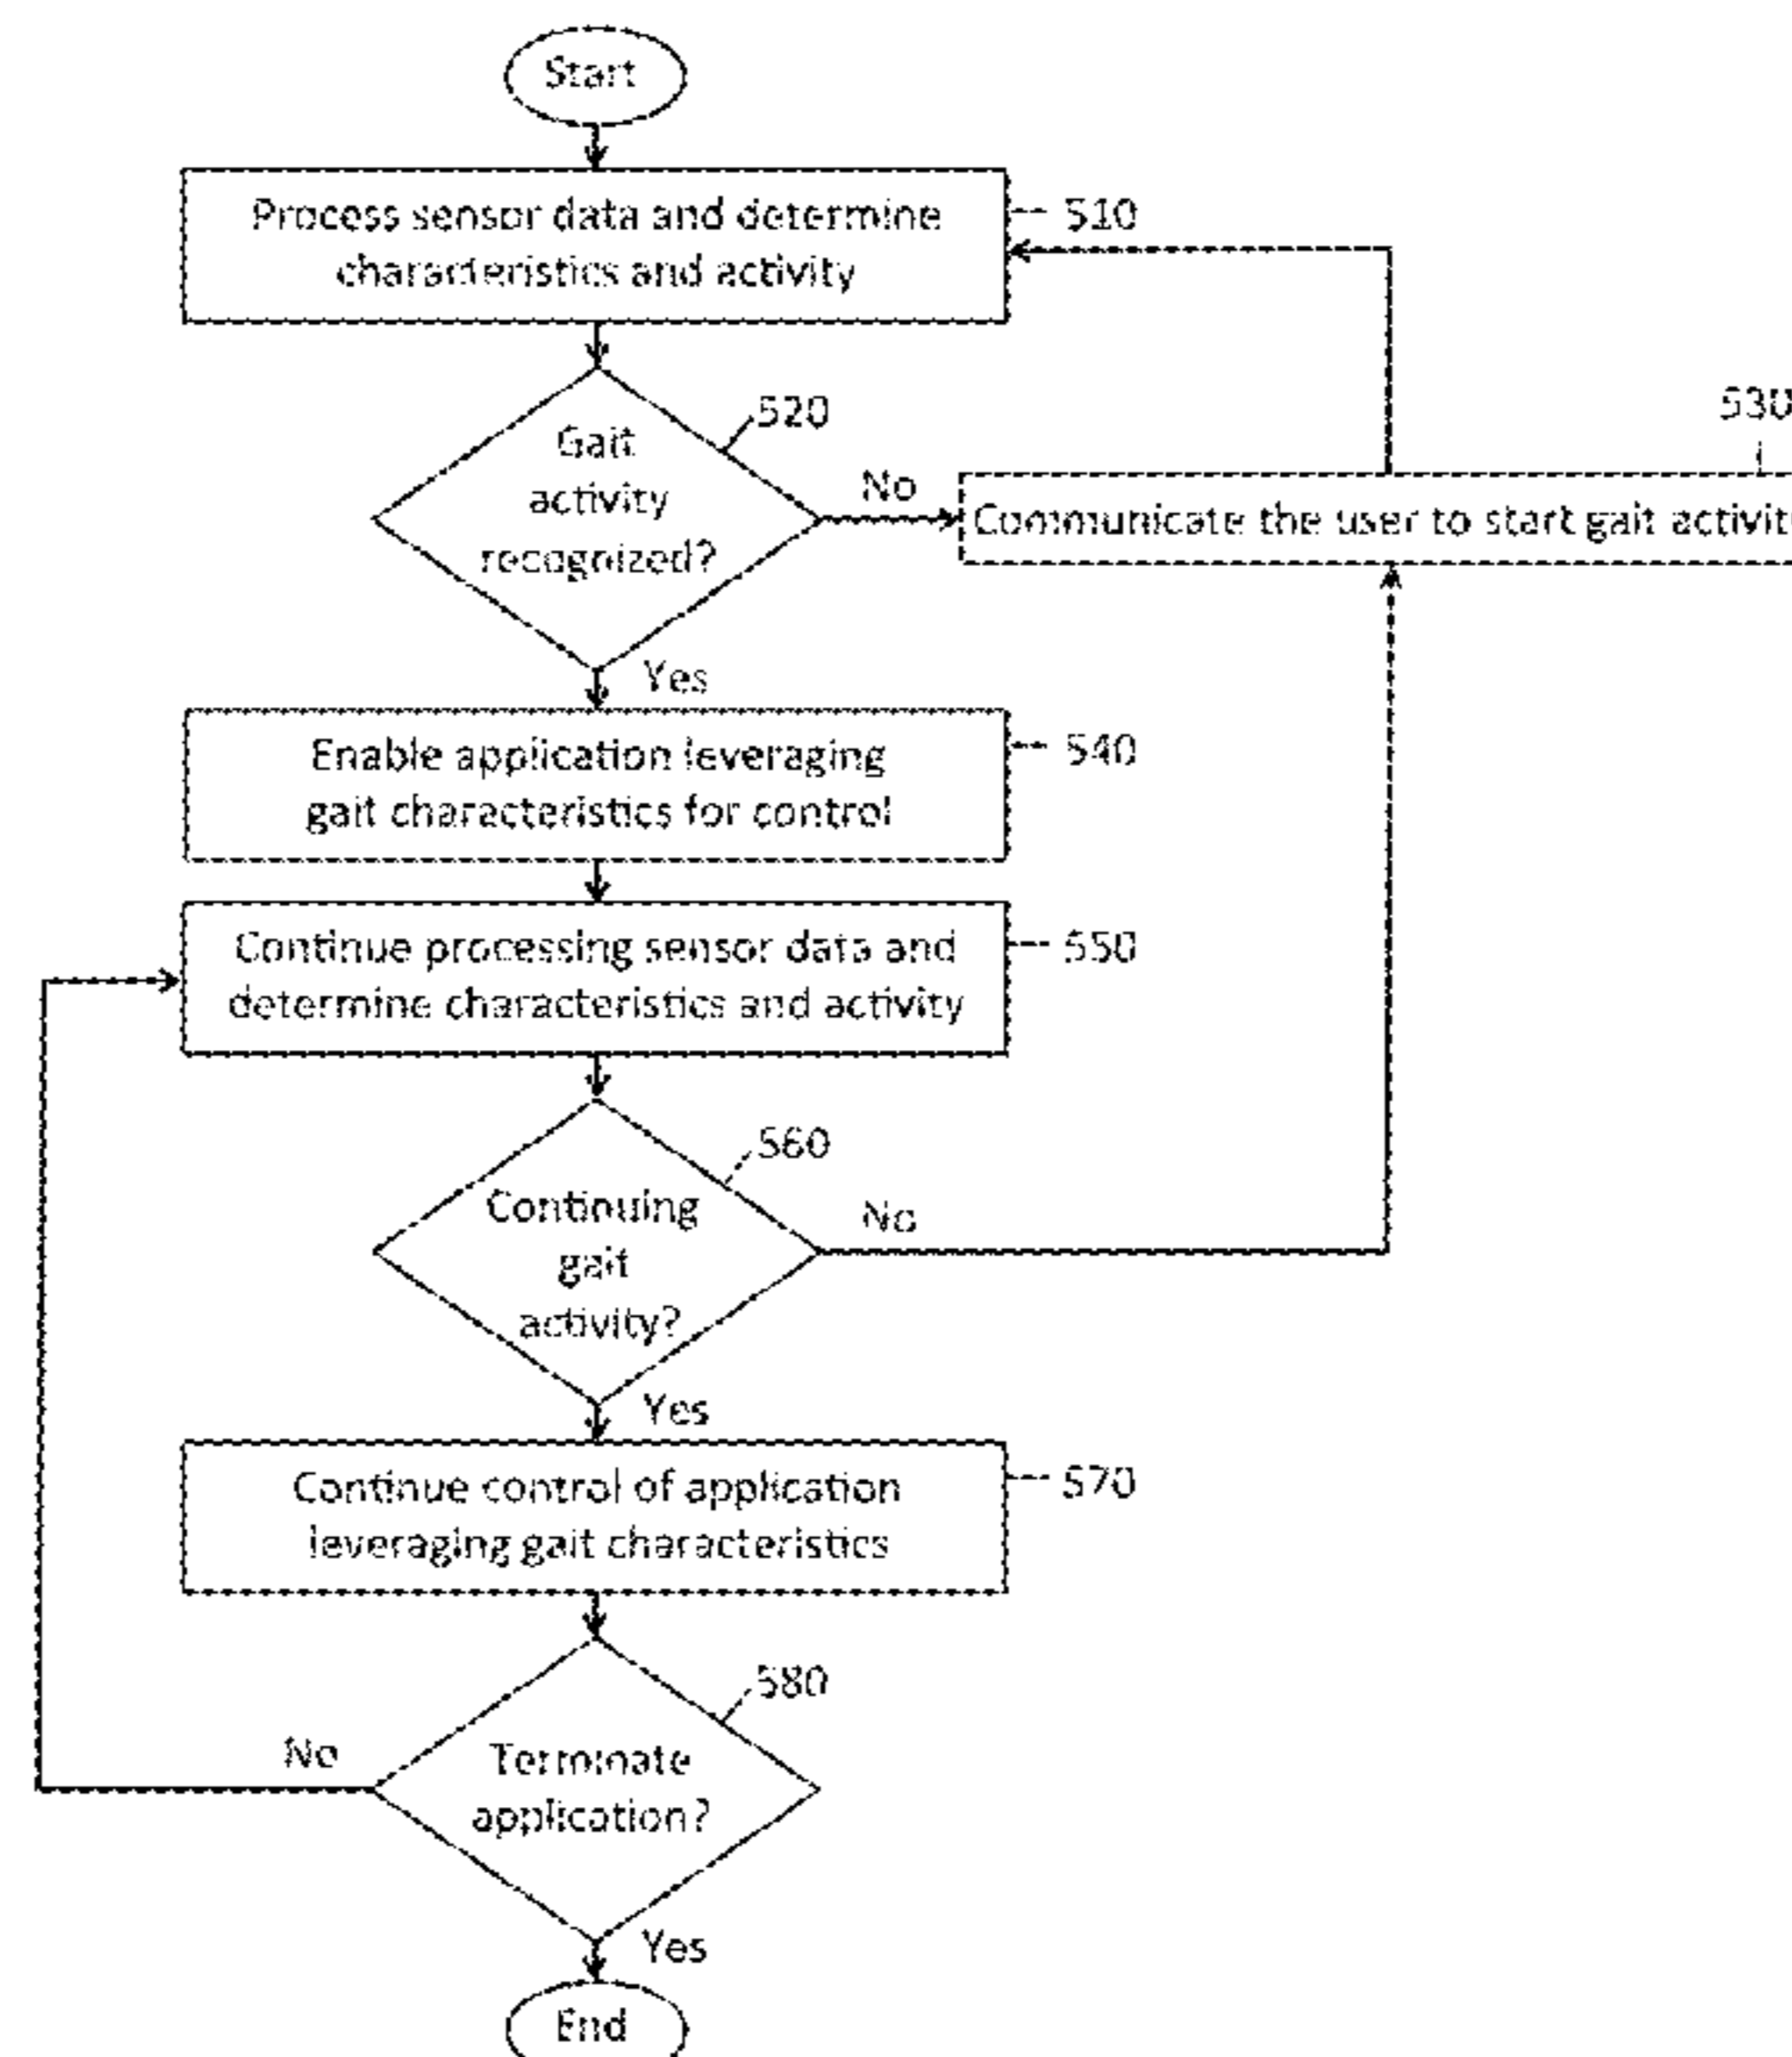 Start
Process sensor data and determine
characteristics and activity
510
520
Gait
activity
recognized?
No
530
Communicate the user to start gait
Yes
Enable application leveraging
gait characteristics for control
540
Continue processing sensor data and
determine characteristics and activity
550
560
Continuing
gait
activity?
No
Yes
Continue control of application
leveraging gait characteristics
570
580
No
Terminate
application?
Yes
End